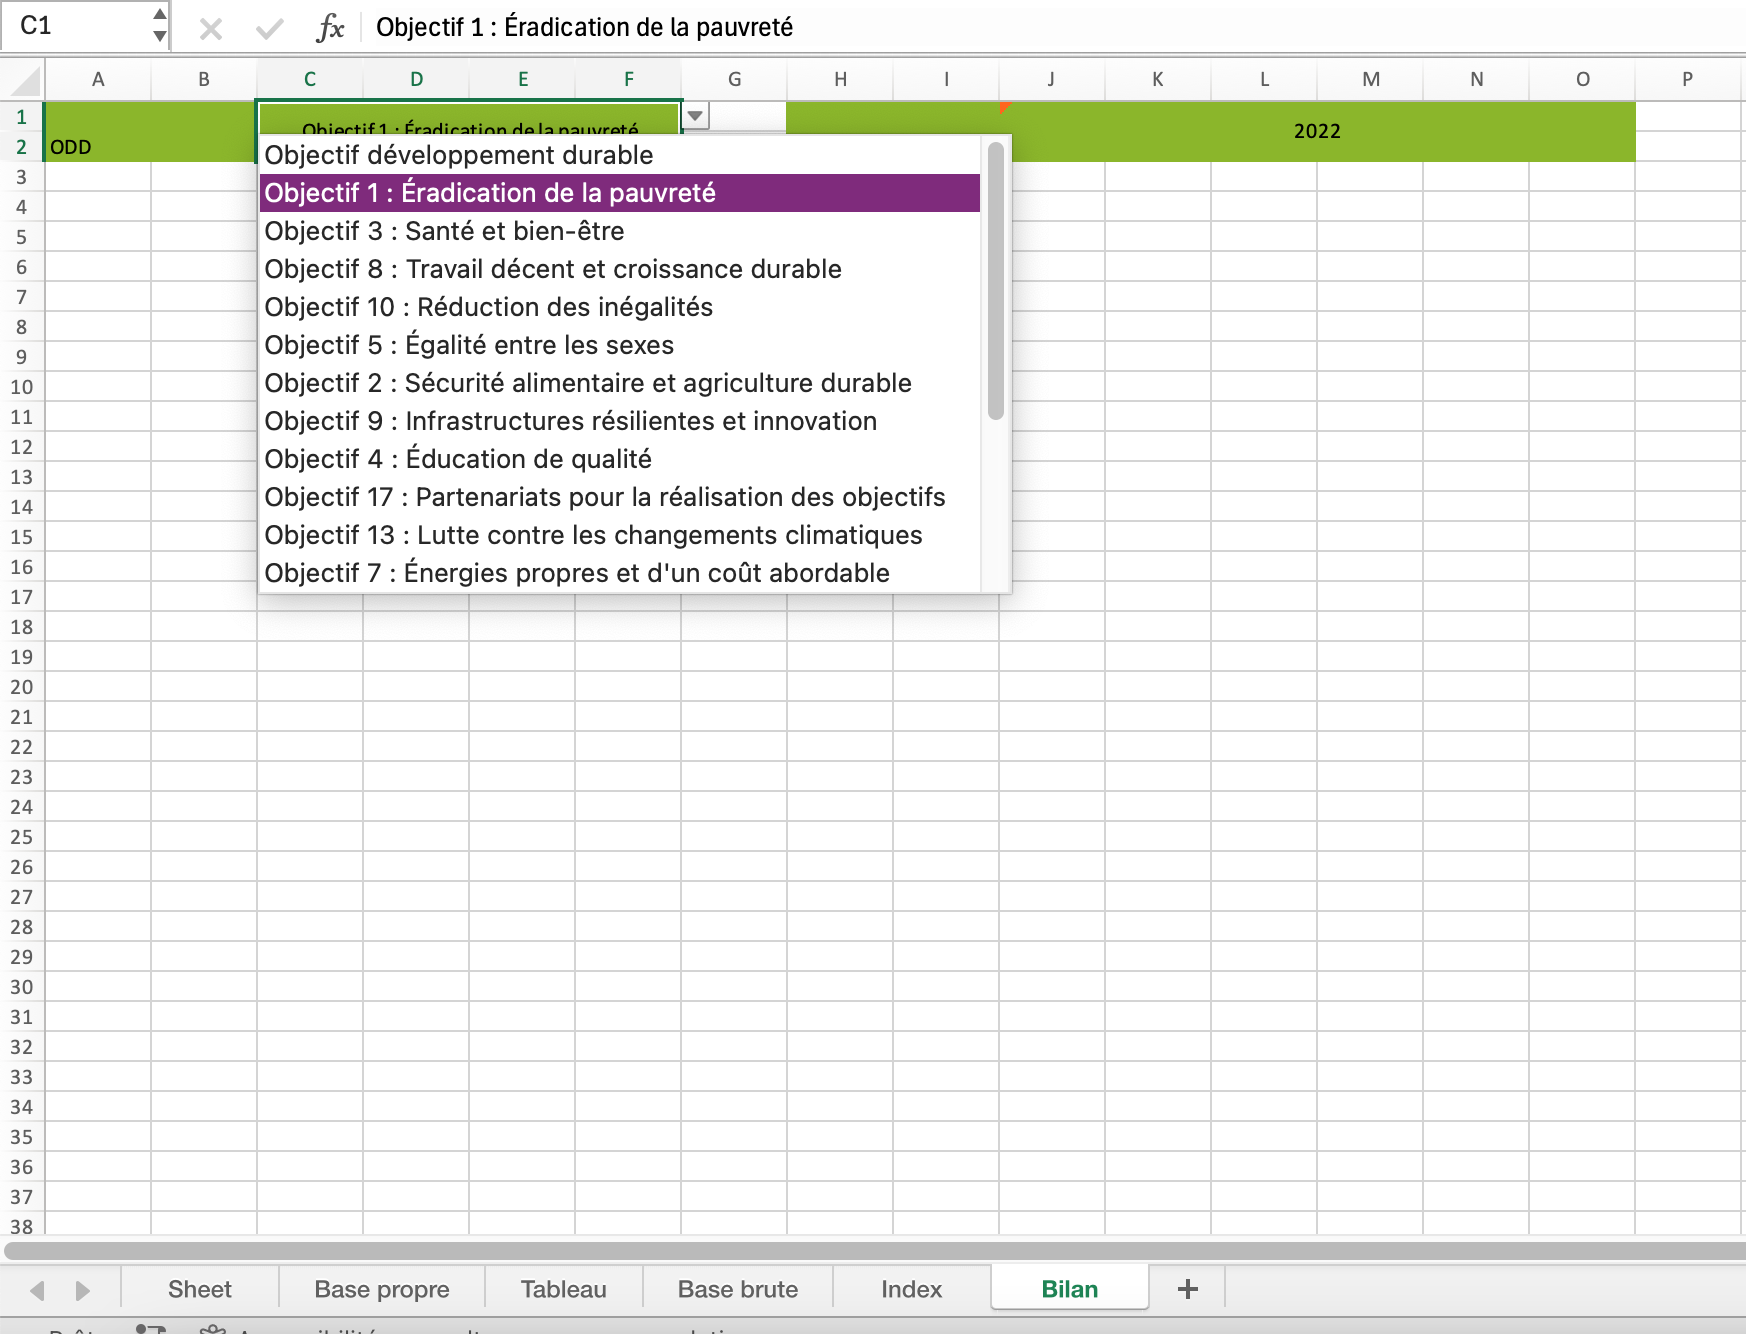 C1 fx Objectif 1 : Éradication de la pauvreté
A B C D E F G H I J K L M N O P
1 Objectif 1 : Éradication de la pauvreté 2022
2 ODD
Objectif développement durable
Objectif 1 : Éradication de la pauvreté
Objectif 3 : Santé et bien-être
Objectif 8 : Travail décent et croissance durable
Objectif 10 : Réduction des inégalités
Objectif 5 : Égalité entre les sexes
Objectif 2 : Sécurité alimentaire et agriculture durable
Objectif 9 : Infrastructures résilientes et innovation
Objectif 4 : Éducation de qualité
Objectif 17 : Partenariats pour la réalisation des objectifs
Objectif 13 : Lutte contre les changements climatiques
Objectif 7 : Énergies propres et d'un coût abordable
3
4
5
6
7
8
9
10
11
12
13
14
15
16
17
18
19
20
21
22
23
24
25
26
27
28
29
30
31
32
33
34
35
36
37
38
Sheet Base propre Tableau Base brute Index Bilan +